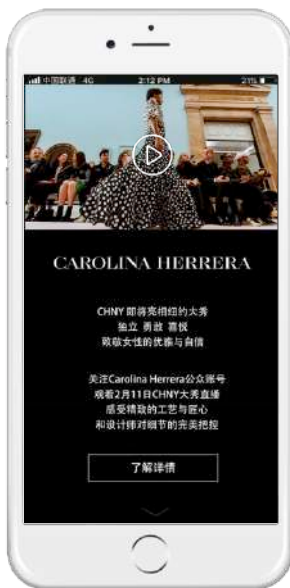 中国联通 4G 2:12 PM 21%
CAROLINA HERRERA
CHNY 即将亮相纽约大秀
独立 勇敢 喜悦
致敬女性的优雅与自信
关注Carolina Herrera公众账号
观看2月11日CHNY大秀直播
感受精致的工艺与匠心
和设计师对细节的完美把控
了解详情